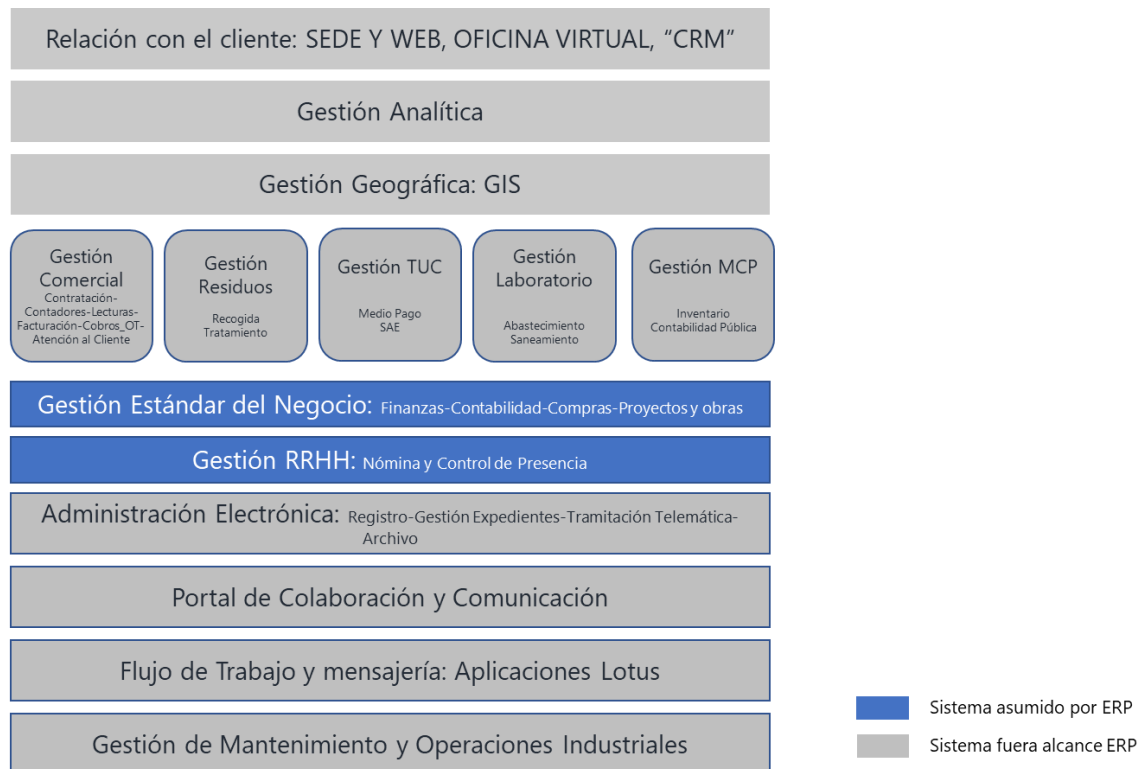 Relación con el cliente: SEDE Y WEB, OFICINA VIRTUAL, “CRM”
Gestión Analítica
Gestión Geográfica: GIS
Gestión
Comercial
Contratación-
Contadores-Lecturas-
Facturación-Cobros_OT-
Atención al Cliente
Gestión
Residuos
Recogida
Tratamiento
Gestión TUC
Medio Pago
SAE
Gestión
Laboratorio
Abastecimiento
Saneamiento
Gestión MCP
Inventario
Contabilidad Pública
Gestión Estándar del Negocio: Finanzas-Contabilidad-Compras-Proyectos y obras
Gestión RRHH: Nómina y Control de Presencia
Administración Electrónica: Registro-Gestión Expedientes-Tramitación Telemática-
Archivo
Portal de Colaboración y Comunicación
Flujo de Trabajo y mensajería: Aplicaciones Lotus
Gestión de Mantenimiento y Operaciones Industriales
Sistema asumido por ERP
Sistema fuera alcance ERP